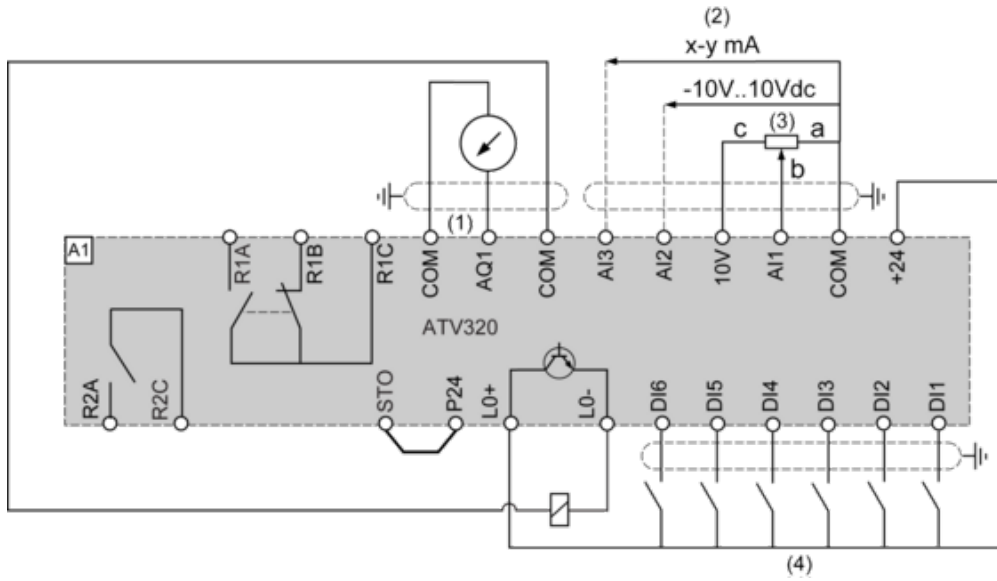 (2)
x-y mA
-10V..10Vdc
c (3) a
b
(1)
A1
R1A R1B R1C COM AQ1 COM AI3 AI2 10V AI1 COM +24
ATV320
R2A R2C STO P24 L0+ L0- DI6 DI5 DI4 DI3 DI2 DI1
(4)